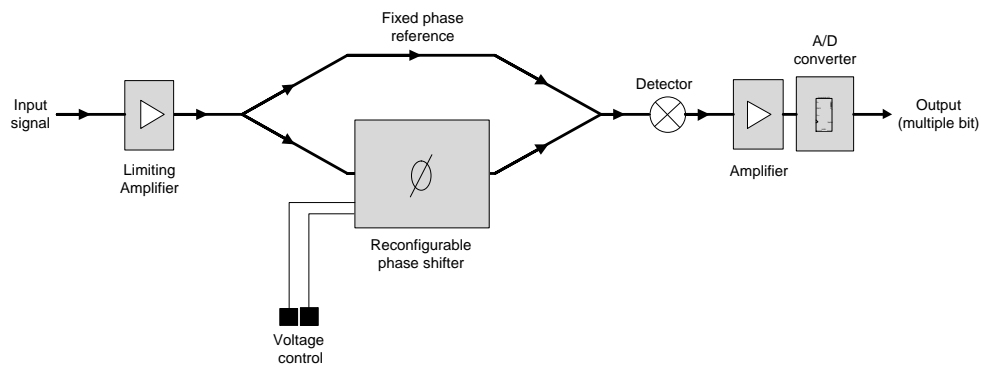 Fixed phase
reference
A/D
converter
Input
signal
Detector
Output
(multiple bit)
Limiting
Amplifier
Amplifier
Reconfigurable
phase shifter
Voltage
control